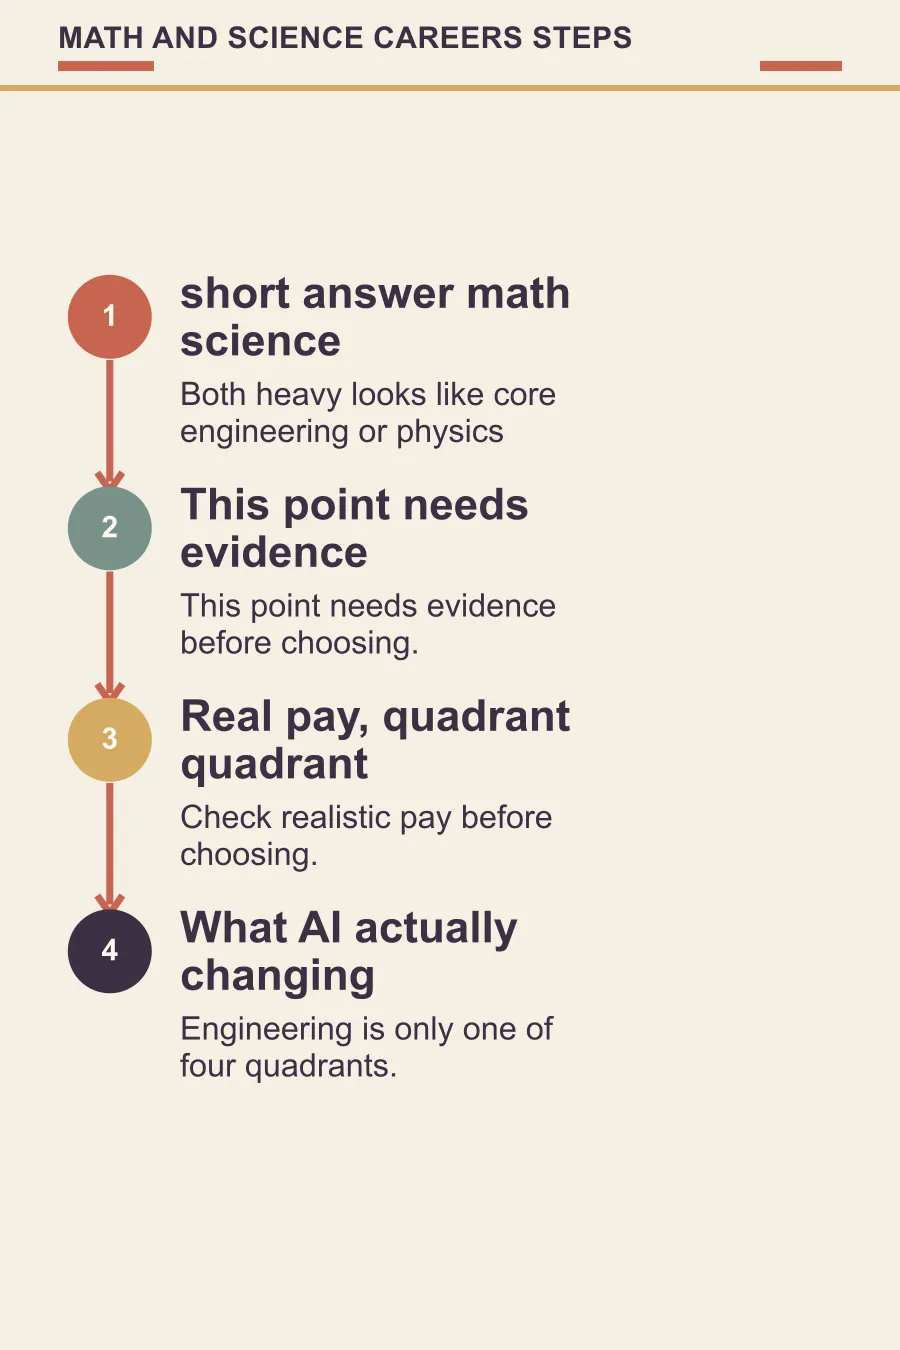 MATH AND SCIENCE CAREERS STEPS
1
short answer math
science
Both heavy looks like core
engineering or physics
2
This point needs
evidence
This point needs evidence
before choosing.
3
Real pay, quadrant
quadrant
Check realistic pay before
choosing.
4
What AI actually
changing
Engineering is only one of
four quadrants.